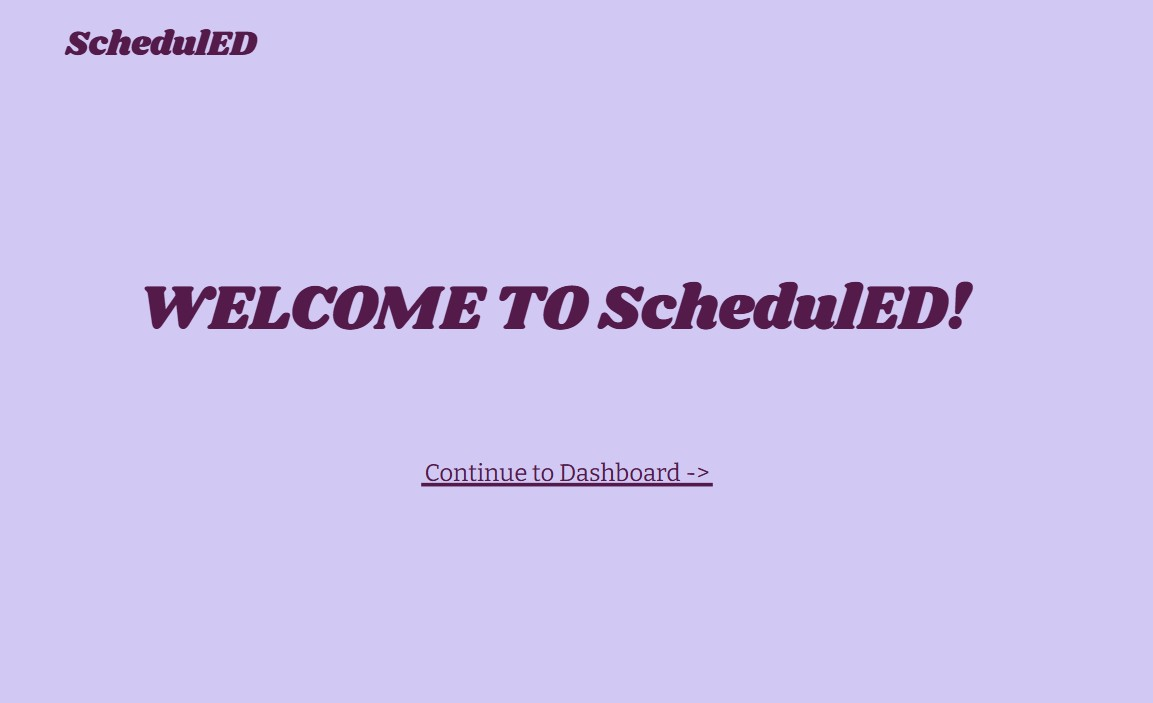 SchedulED
WELCOME TO SchedulED!
Continue to Dashboard ->